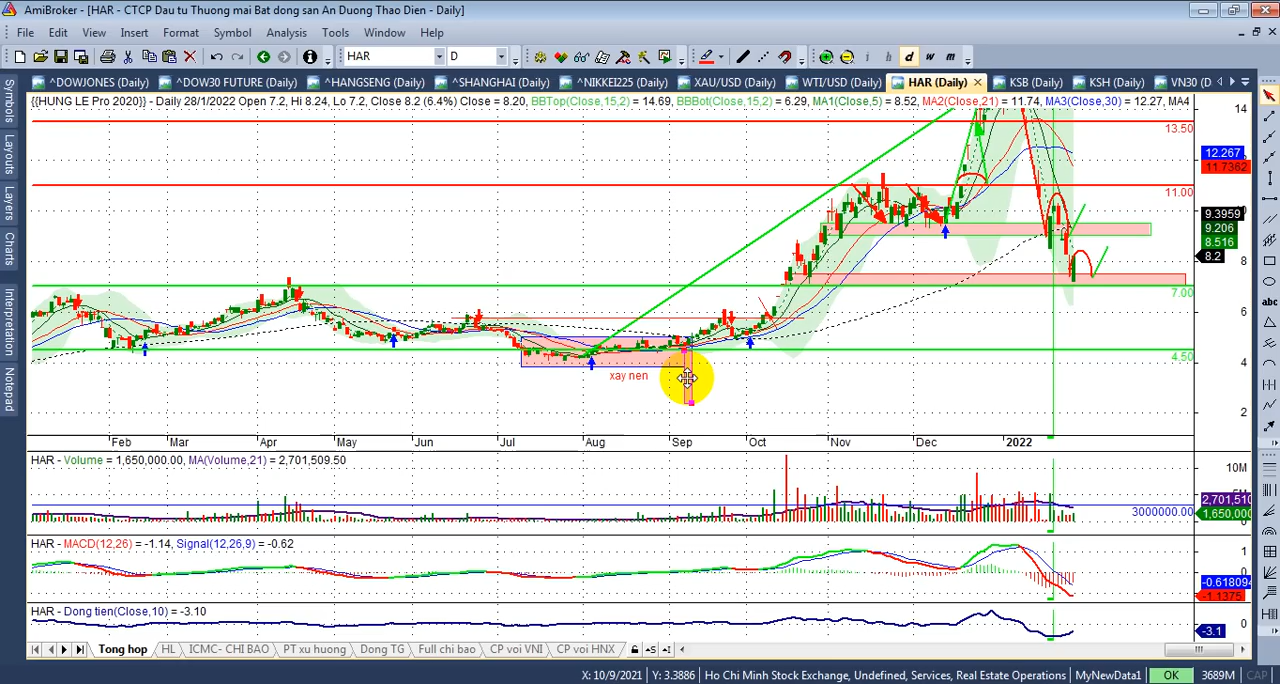 AmiBroker - [HAR - CTCP Dau tu Thuong mai Bat dong san An Duong Thao Dien - Daily]
File Edit View Insert Format Symbol Analysis Tools Window Help
HAR D i h d w m
^DOWJONES (Daily) ^DOW30 FUTURE (Daily) ^HANGSENG (Daily) ^SHANGHAI (Daily) ^NIKKEI225 (Daily) XAU/USD (Daily) WTI/USD (Daily) HAR (Daily) KSB (Daily) KSH (Daily) VN30 (D
{{HUNG LE Pro 2020}} - Daily 28/1/2022 Open 7.2, Hi 8.24, Lo 7.2, Close 8.2 (6.4%) Close = 8.20, BBTop(Close,15,2) = 14.69, BBBot(Close,15,2) = 6.29, MA1(Close,5) = 8.52, MA2(Close,21) = 11.74, MA3(Close,30) = 12.27, MA4
Symbols
Layouts
Layers
Charts
Interpretation
Notepad
abc
14
13.50
12.267
11.7362
11.00
9.3959
9.206
8.516
8.2
8
7.00
6
4.50
4
2
xay nen
Feb Mar Apr May Jun Jul Aug Sep Oct Nov Dec 2022
HAR - Volume = 1,650,000.00, MA(Volume,21) = 2,701,509.50
10M
2,701,510
3000000.00
1,650,000
HAR - MACD(12,26) = -1.14, Signal(12,26,9) = -0.62
1
-0.618094
-1.1375
HAR - Dong tien(Close,10) = -3.10
0
-3.1
Tong hop HL ICMC- CHI BAO PT xu huong Dong TG Full chi bao CP voi VNI CP voi HNX
X: 10/9/2021 Y: 3.3886 Ho Chi Minh Stock Exchange, Undefined, Services, Real Estate Operations MyNewData1 OK 3689M CAP